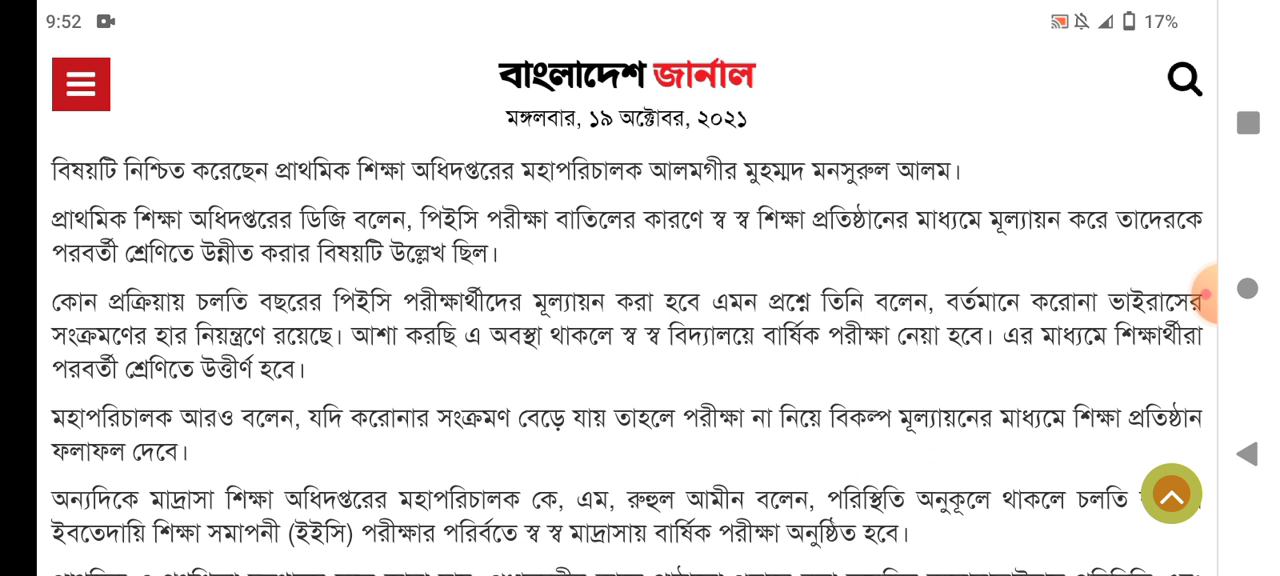 9:52
17%
বাংলাদেশ জার্নাল
মঙ্গলবার, ১৯ অক্টোবর, ২০২১
বিষয়টি নিশ্চিত করেছেন প্রাথমিক শিক্ষা অধিদপ্তরের মহাপরিচালক আলমগীর মুহম্মদ মনসুরুল আলম।
প্রাথমিক শিক্ষা অধিদপ্তরের ডিজি বলেন, পিইসি পরীক্ষা বাতিলের কারণে স্ব স্ব শিক্ষা প্রতিষ্ঠানের মাধ্যমে মূল্যায়ন করে তাদেরকে
পরবর্তী শ্রেণিতে উন্নীত করার বিষয়টি উল্লেখ ছিল।
কোন প্রক্রিয়ায় চলতি বছরের পিইসি পরীক্ষার্থীদের মূল্যায়ন করা হবে এমন প্রশ্নে তিনি বলেন, বর্তমানে করোনা ভাইরাসের
সংক্রমণের হার নিয়ন্ত্রণে রয়েছে। আশা করছি এ অবস্থা থাকলে স্ব স্ব বিদ্যালয়ে বার্ষিক পরীক্ষা নেয়া হবে। এর মাধ্যমে শিক্ষার্থীরা
পরবর্তী শ্রেণিতে উত্তীর্ণ হবে।
মহাপরিচালক আরও বলেন, যদি করোনার সংক্রমণ বেড়ে যায় তাহলে পরীক্ষা না নিয়ে বিকল্প মূল্যায়নের মাধ্যমে শিক্ষা প্রতিষ্ঠান
ফলাফল দেবে।
অন্যদিকে মাদ্রাসা শিক্ষা অধিদপ্তরের মহাপরিচালক কে, এম, রুহুল আমীন বলেন, পরিস্থিতি অনুকূলে থাকলে চলতি
ইবতেদায়ি শিক্ষা সমাপনী (ইইসি) পরীক্ষার পরিবর্তে স্ব স্ব মাদ্রাসায় বার্ষিক পরীক্ষা অনুষ্ঠিত হবে।